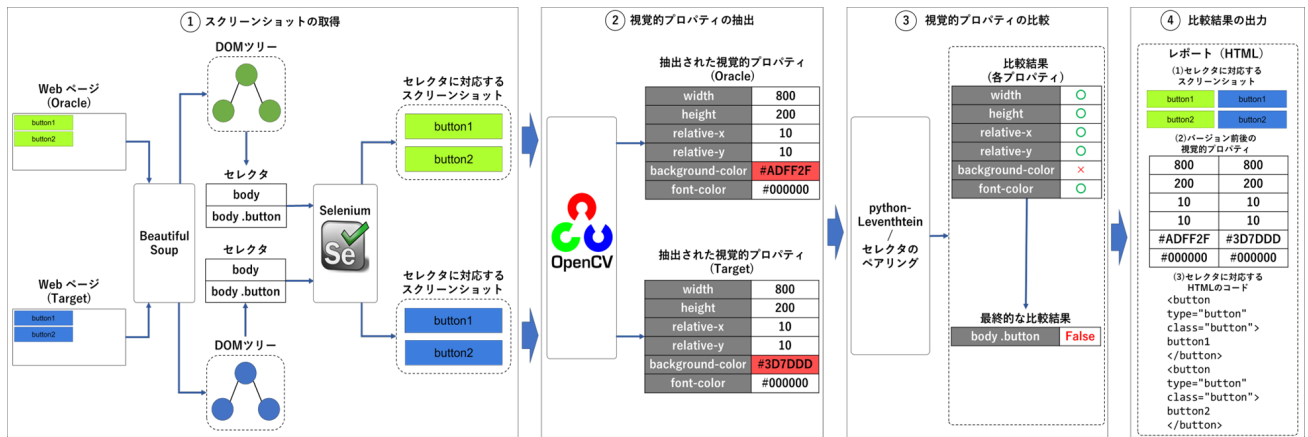 ① スクリーンショットの取得
DOMツリー
Web ページ
(Oracle)
button1
button2
セレクタ
body
body .button
Beautiful
Soup
セレクタ
body
body .button
Web ページ
(Target)
button1
button2
DOMツリー
Selenium
Se
セレクタに対応する
スクリーンショット
button1
button2
セレクタに対応する
スクリーンショット
button1
button2
② 視覚的プロパティの抽出
OpenCV
抽出された視覚的プロパティ
(Oracle)
width 800
height 200
relative-x 10
relative-y 10
background-color #ADFF2F
font-color #000000
抽出された視覚的プロパティ
(Target)
width 800
height 200
relative-x 10
relative-y 10
background-color #3D7DDD
font-color #000000
③ 視覚的プロパティの比較
python-
Leventhtein
/
セレクタの
ペアリング
比較結果
(各プロパティ)
width ○
height ○
relative-x ○
relative-y ○
background-color ×
font-color ○
最終的な比較結果
body .button False
④ 比較結果の出力
レポート（HTML）
(1)セレクタに対応する
スクリーンショット
button1 button1
button2 button2
(2)バージョン前後の
視覚的プロパティ
800 800
200 200
10 10
10 10
#ADFF2F #3D7DDD
#000000 #000000
(3)セレクタに対応する
HTMLのコード
<button
type="button"
class="button">
button1
</button>
<button
type="button"
class="button">
button2
</button>